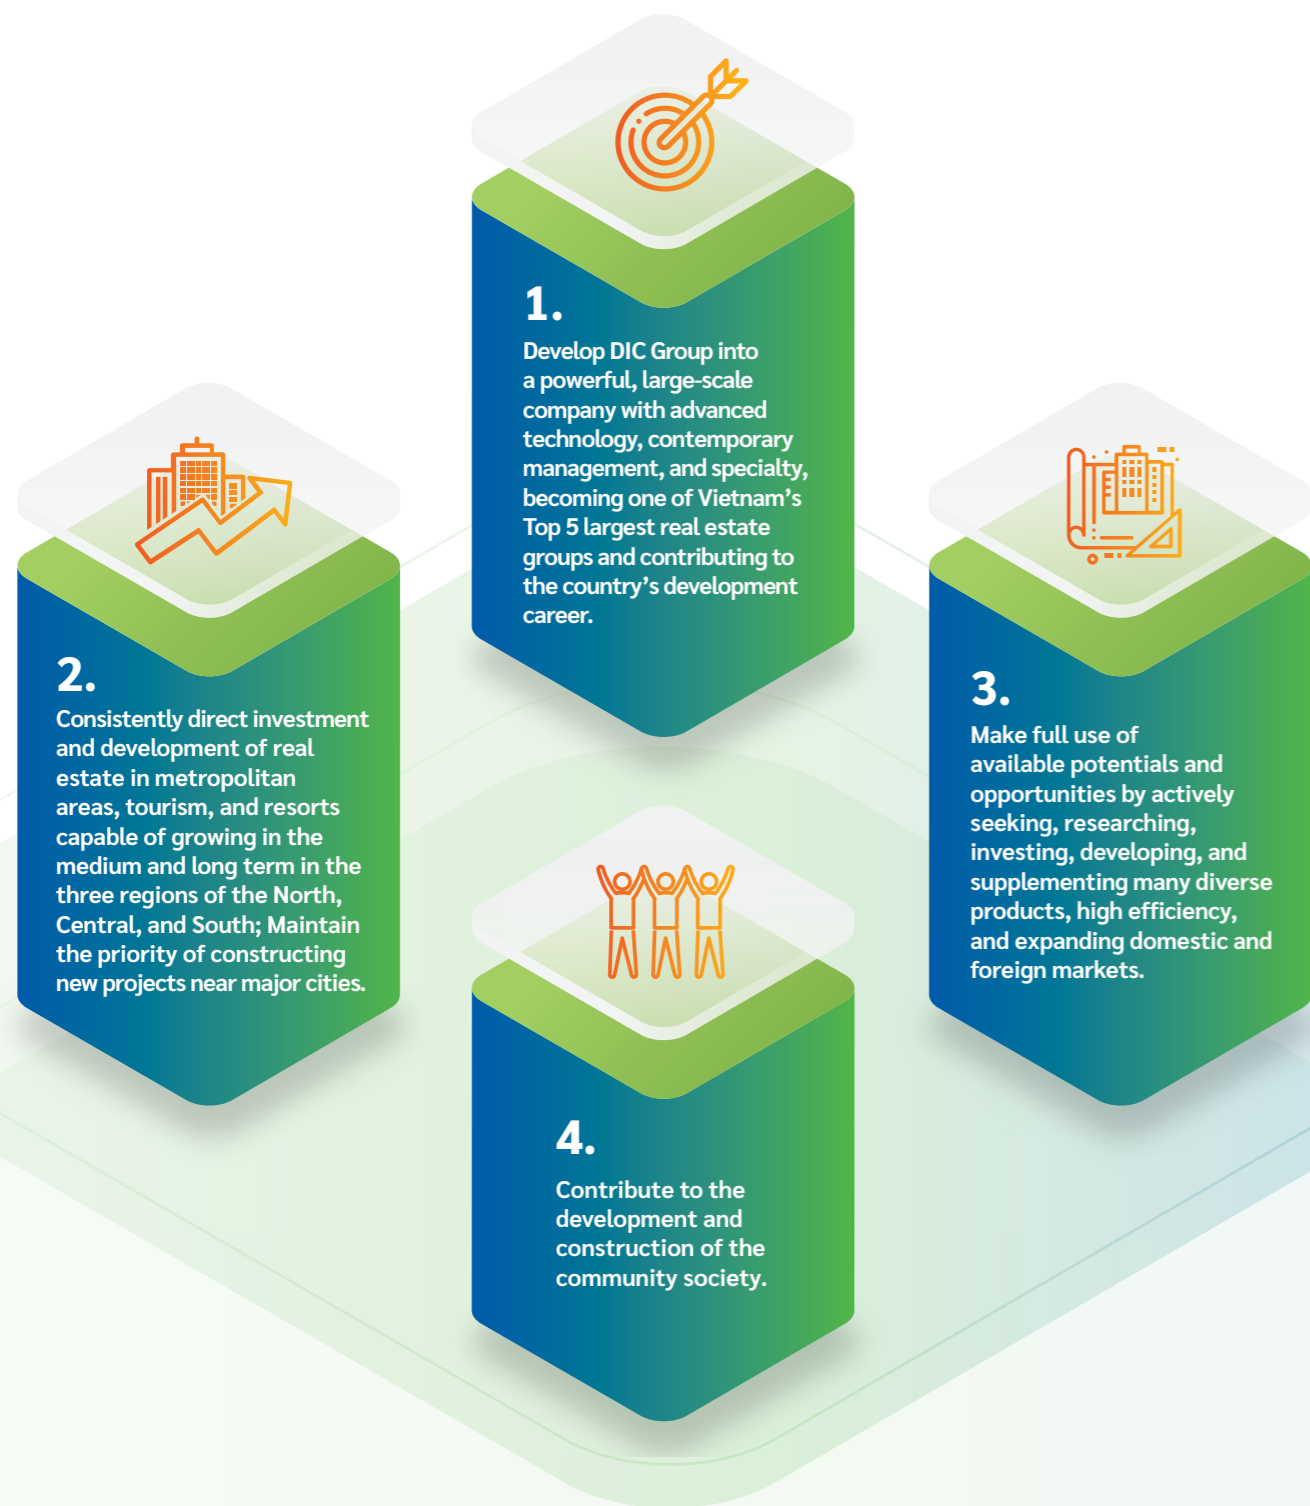 1.
Develop DIC Group into
a powerful, large-scale
company with advanced
technology, contemporary
management, and specialty,
becoming one of Vietnam's
Top 5 largest real estate
groups and contributing to
the country's development
career.
2.
Consistently direct investment
and development of real
estate in metropolitan
areas, tourism, and resorts
capable of growing in the
medium and long term in the
three regions of the North,
Central, and South; Maintain
the priority of constructing
new projects near major cities.
3.
Make full use of
available potentials and
opportunities by actively
seeking, researching,
investing, developing, and
supplementing many diverse
products, high efficiency,
and expanding domestic and
foreign markets.
4.
Contribute to the
development and
construction of the
community society.